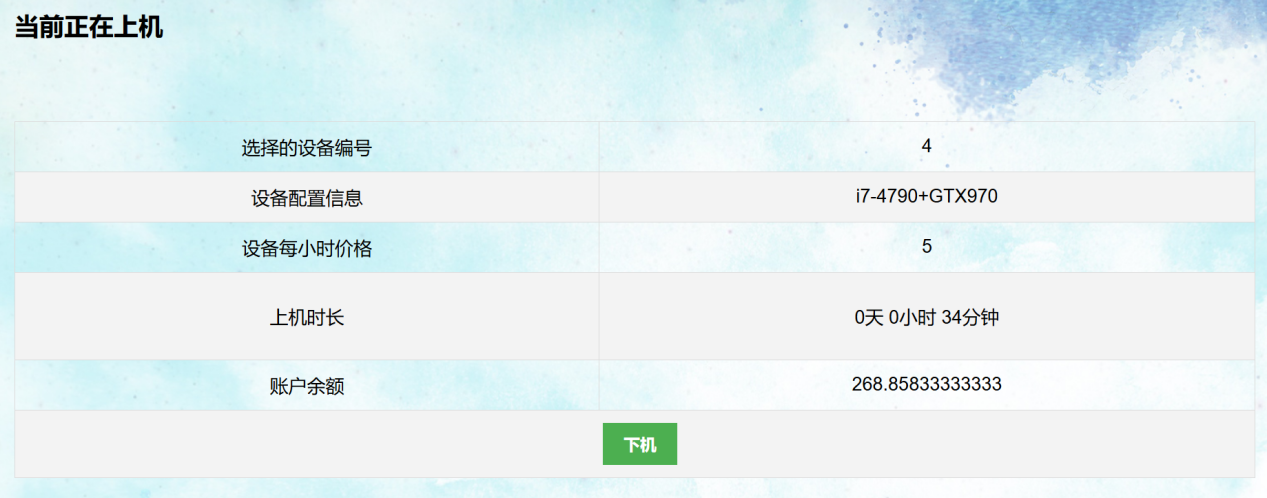 当前正在上机
选择的设备编号 4
设备配置信息 i7-4790+GTX970
设备每小时价格 5
上机时长 0天 0小时 34分钟
账户余额 268.85833333333
下机